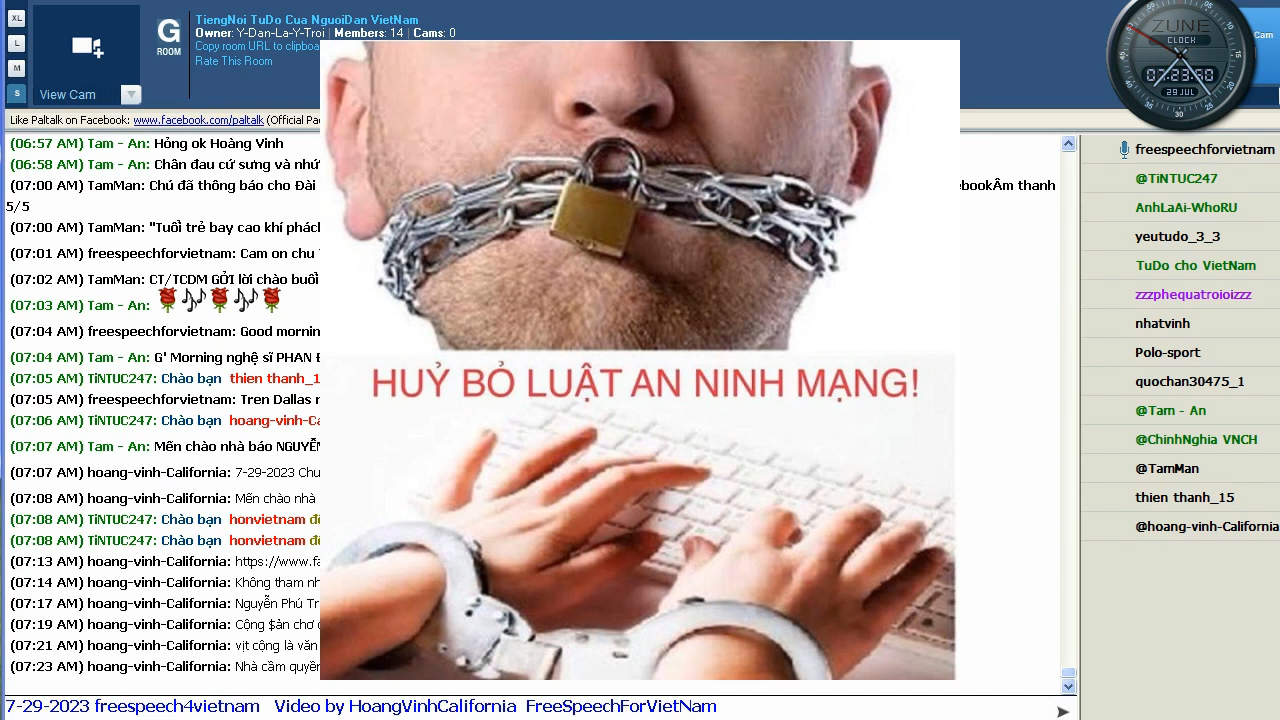 XL
L
M
S
View Cam
G
ROOM
TiengNoi TuDo Cua NguoiDan VietNam
Owner: Y-Dan-La-Y-Troi | Members: 14 | Cams: 0
Copy room URL to clipboa
Rate This Room
ZUNE
CLOCK
29 JUL
Cam
Like Paltalk on Facebook: www.facebook.com/paltalk (Official Pa
(06:57 AM) Tam - An: Hỏng ok Hoàng Vinh
(06:58 AM) Tam - An: Chân đau cứ sưng và như
(07:00 AM) TamMan: Chú đã thông báo cho Đài
ebookÂm thanh
5/5
(07:00 AM) TamMan: "Tuổi trẻ bay cao khí phách
(07:01 AM) freespeechforvietnam: Cam on chu
(07:02 AM) TamMan: CT/TCDM GỞI lời chào buổi
(07:03 AM) Tam - An:
(07:04 AM) freespeechforvietnam: Good mornin
(07:04 AM) Tam - An: G' Morning nghệ sĩ PHAN
(07:05 AM) TiNTUC247: Chào bạn thien thanh_1
(07:05 AM) freespeechforvietnam: Tren Dallas
(07:06 AM) TiNTUC247: Chào bạn hoang-vinh-Ca
(07:07 AM) Tam - An: Mến chào nhà báo NGUYỄN
(07:07 AM) hoang-vinh-California: 7-29-2023 Chu
(07:08 AM) hoang-vinh-California: Mến chào nhà
(07:08 AM) TiNTUC247: Chào bạn honvietnam đế
(07:08 AM) TiNTUC247: Chào bạn honvietnam đế
(07:13 AM) hoang-vinh-California: https://www.fa
(07:14 AM) hoang-vinh-California: Không tham nh
(07:17 AM) hoang-vinh-California: Nguyễn Phú Tr
(07:19 AM) hoang-vinh-California: Cộng $ản chơ
(07:21 AM) hoang-vinh-California: vịt cộng là văn
(07:23 AM) hoang-vinh-California: Nhà cầm quyề
HUỶ BỎ LUẬT AN NINH MẠNG!
freespeechforvietnam
@TiNTUC247
AnhLaAi-WhoRU
yeutudo_3_3
TuDo cho VietNam
zzzphequatroioizzz
nhatvinh
Polo-sport
quochan30475_1
@Tam - An
@ChinhNghia VNCH
@TamMan
thien thanh_15
@hoang-vinh-California
7-29-2023 freespeech4vietnam Video by HoangVinhCalifornia FreeSpeechForVietNam